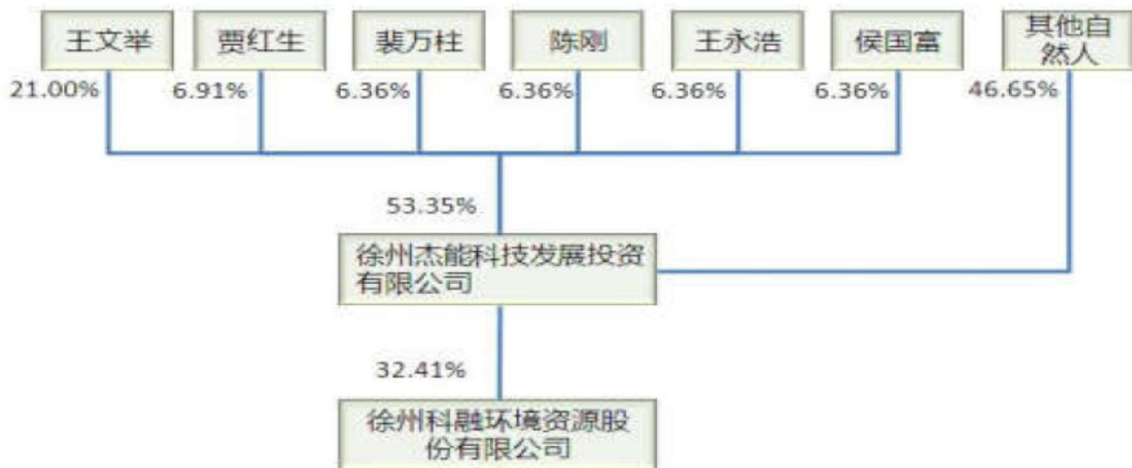 王文举
贾红生
裴万柱
陈刚
王永浩
侯国富
其他自
然人
21.00%
6.91%
6.36%
6.36%
6.36%
6.36%
46.65%
53.35%
徐州杰能科技发展投资
有限公司
32.41%
徐州科融环境资源股
份有限公司